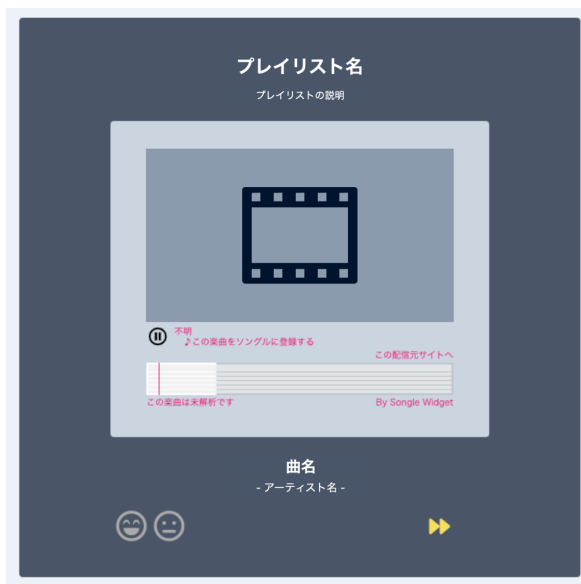 プレイリスト名
プレイリストの説明
不明
♪この楽曲をソングルに登録する
この配信元サイトへ
この楽曲は未解析です
By Songle Widget
曲名
- アーティスト名 -